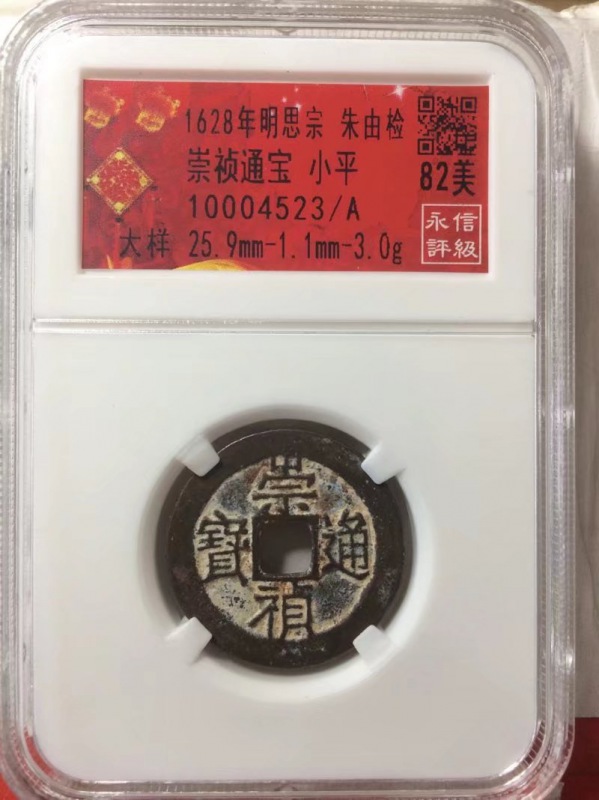 1628年明思宗 朱由检
崇祯通宝 小平
10004523/A
大样 25.9mm-1.1mm-3.0g
82美
永信
評級
崇禎通寶